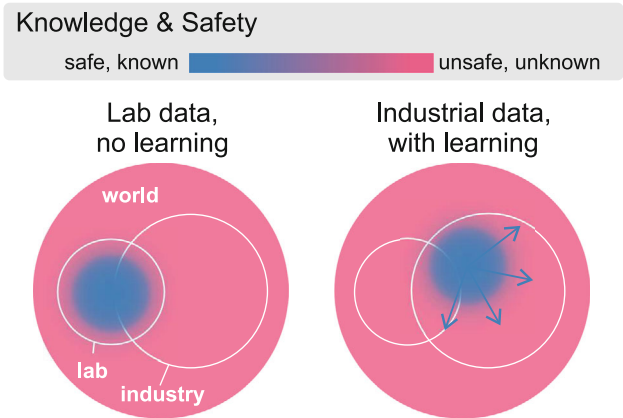 Knowledge & Safety
safe, known
unsafe, unknown
Lab data,
no learning
Industrial data,
with learning
world
lab
industry